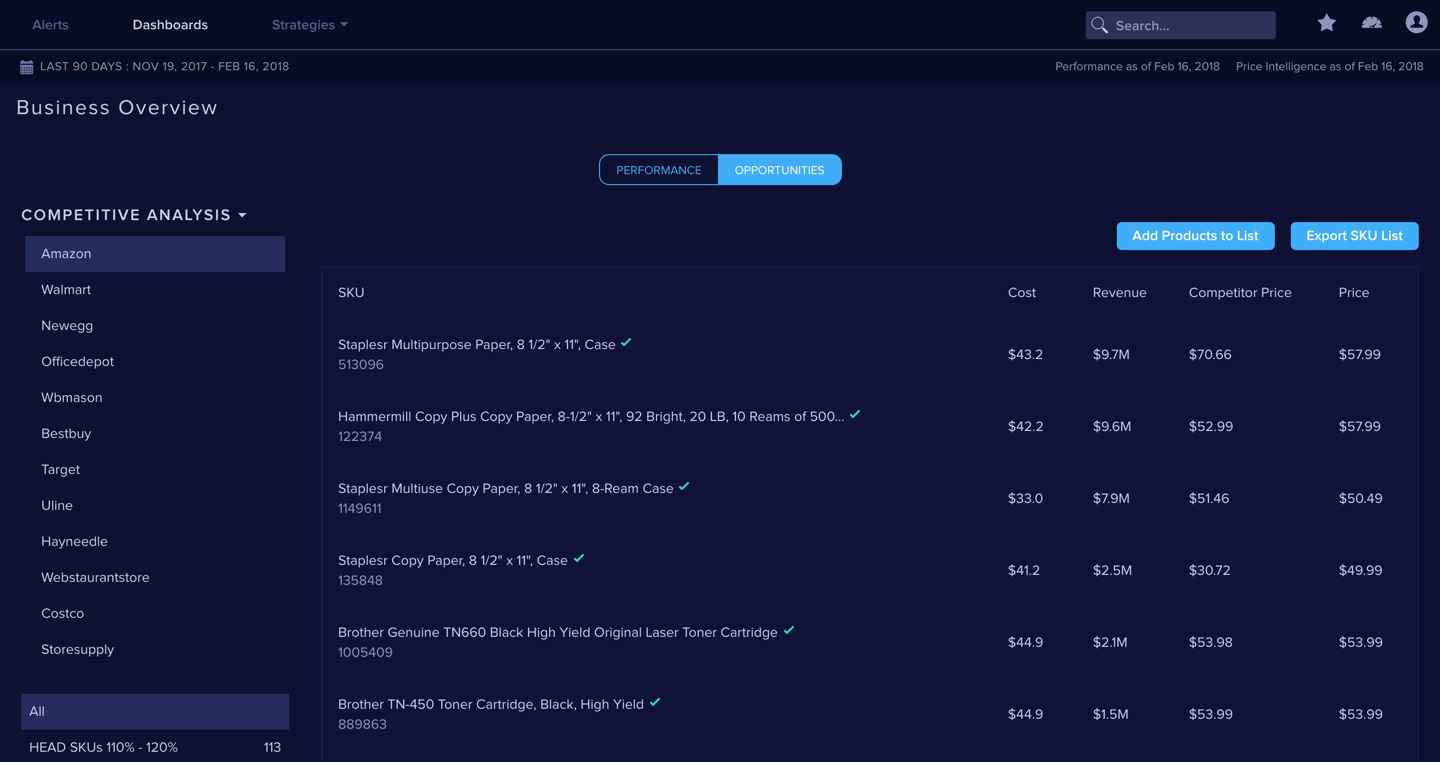 Alerts
Dashboards
Strategies
Search...
LAST 90 DAYS : NOV 19, 2017 - FEB 16, 2018
Performance as of Feb 16, 2018
Price Intelligence as of Feb 16, 2018
Business Overview
PERFORMANCE
OPPORTUNITIES
COMPETITIVE ANALYSIS
Amazon
Walmart
Newegg
Officedepot
Wbmason
Bestbuy
Target
Uline
Hayneedle
Webstaurantstore
Costco
Storesupply
All
HEAD SKUs 110% - 120% 113
Add Products to List
Export SKU List
SKU Cost Revenue Competitor Price Price
Staplesr Multipurpose Paper, 8 1/2" x 11", Case
513096
$43.2 $9.7M $70.66 $57.99
Hammermill Copy Plus Copy Paper, 8-1/2" x 11", 92 Bright, 20 LB, 10 Reams of 500...
122374
$42.2 $9.6M $52.99 $57.99
Staplesr Multiuse Copy Paper, 8 1/2" x 11", 8-Ream Case
1149611
$33.0 $7.9M $51.46 $50.49
Staplesr Copy Paper, 8 1/2" x 11", Case
135848
$41.2 $2.5M $30.72 $49.99
Brother Genuine TN660 Black High Yield Original Laser Toner Cartridge
1005409
$44.9 $2.1M $53.98 $53.99
Brother TN-450 Toner Cartridge, Black, High Yield
889863
$44.9 $1.5M $53.99 $53.99